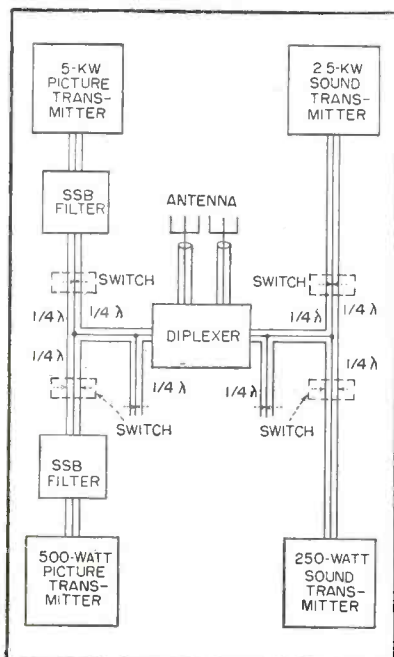 5-KW
PICTURE
TRANS-
MITTER
2.5-KW
SOUND
TRANS-
MITTER
SSB
FILTER
ANTENNA
SWITCH
SWITCH
1/4 λ
1/4 λ
1/4 λ
1/4 λ
DIPLEXER
1/4 λ
1/4 λ
1/4 λ
1/4 λ
SWITCH
SWITCH
SSB
FILTER
500-WATT
PICTURE
TRANS-
MITTER
250-WATT
SOUND
TRANS-
MITTER